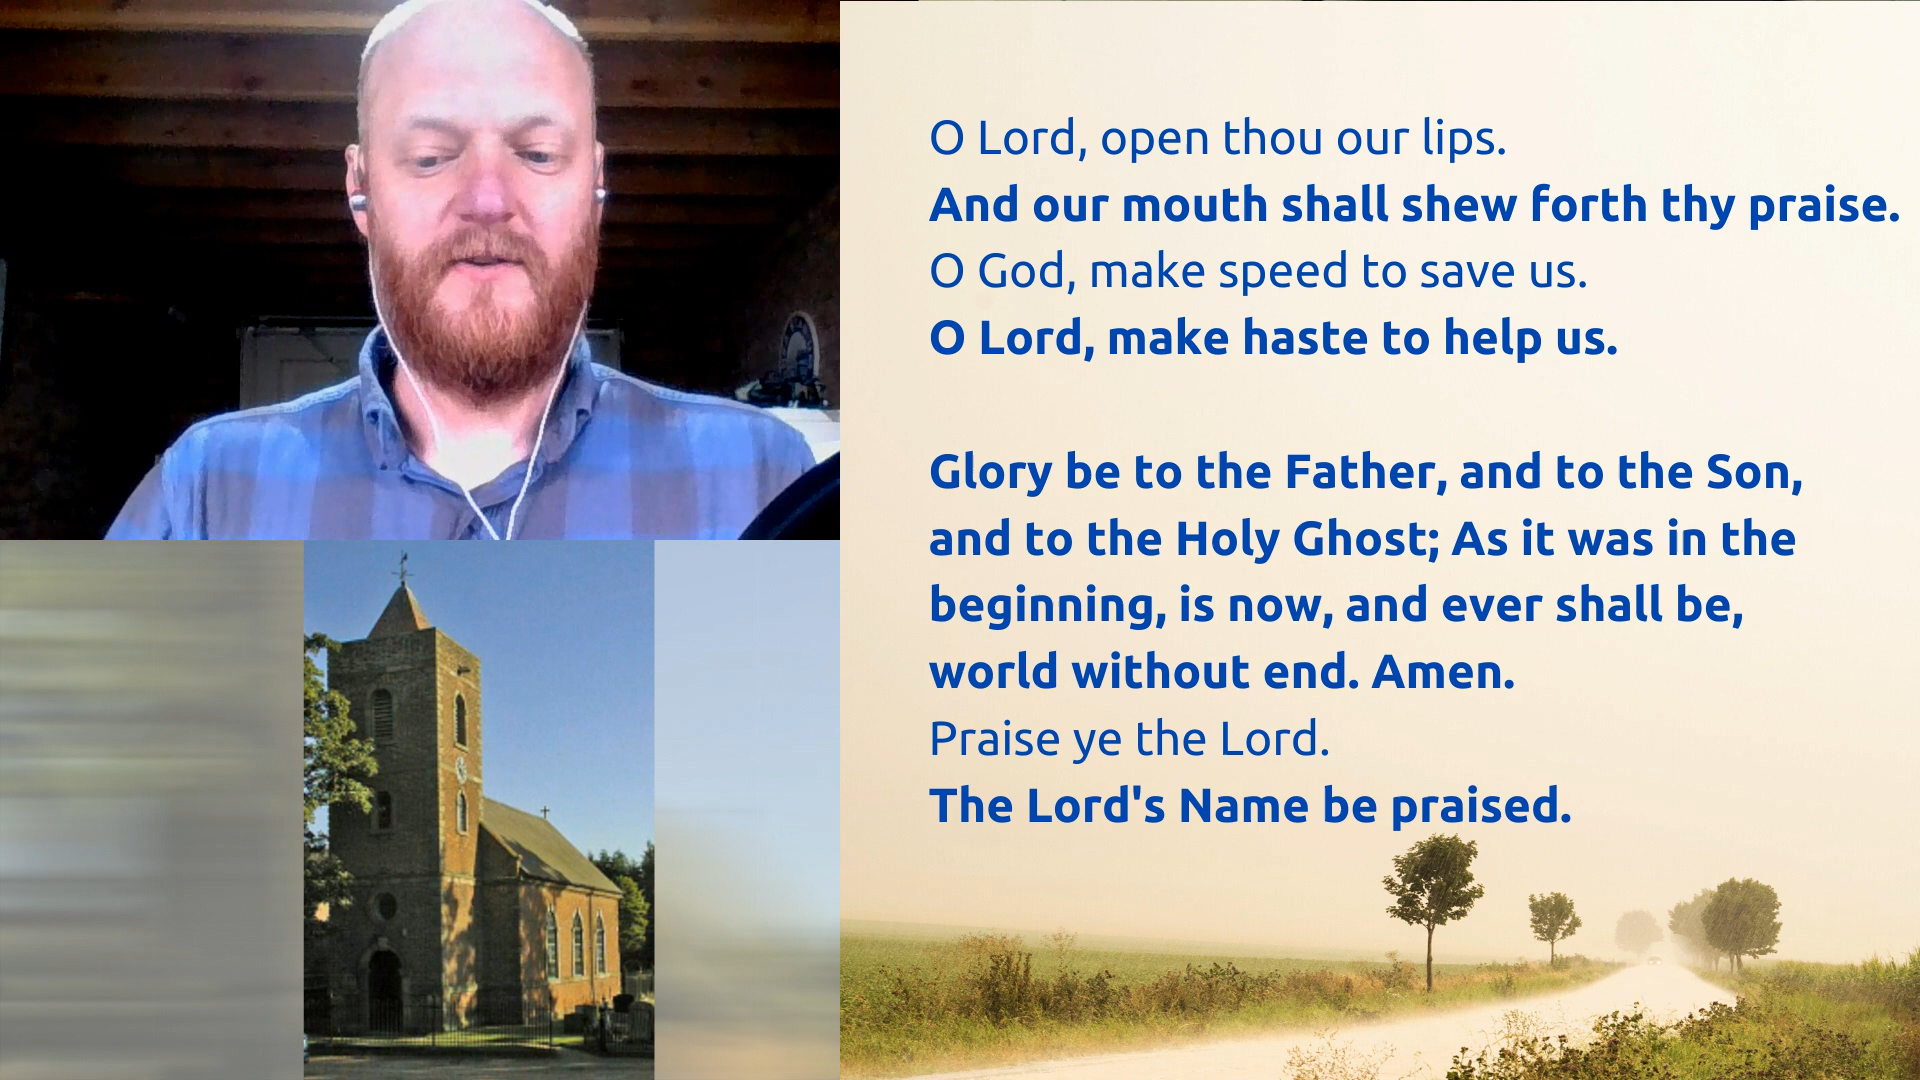 O Lord, open thou our lips.
And our mouth shall shew forth thy praise.
O God, make speed to save us.
O Lord, make haste to help us.
Glory be to the Father, and to the Son,
and to the Holy Ghost; As it was in the
beginning, is now, and ever shall be,
world without end. Amen.
Praise ye the Lord.
The Lord's Name be praised.